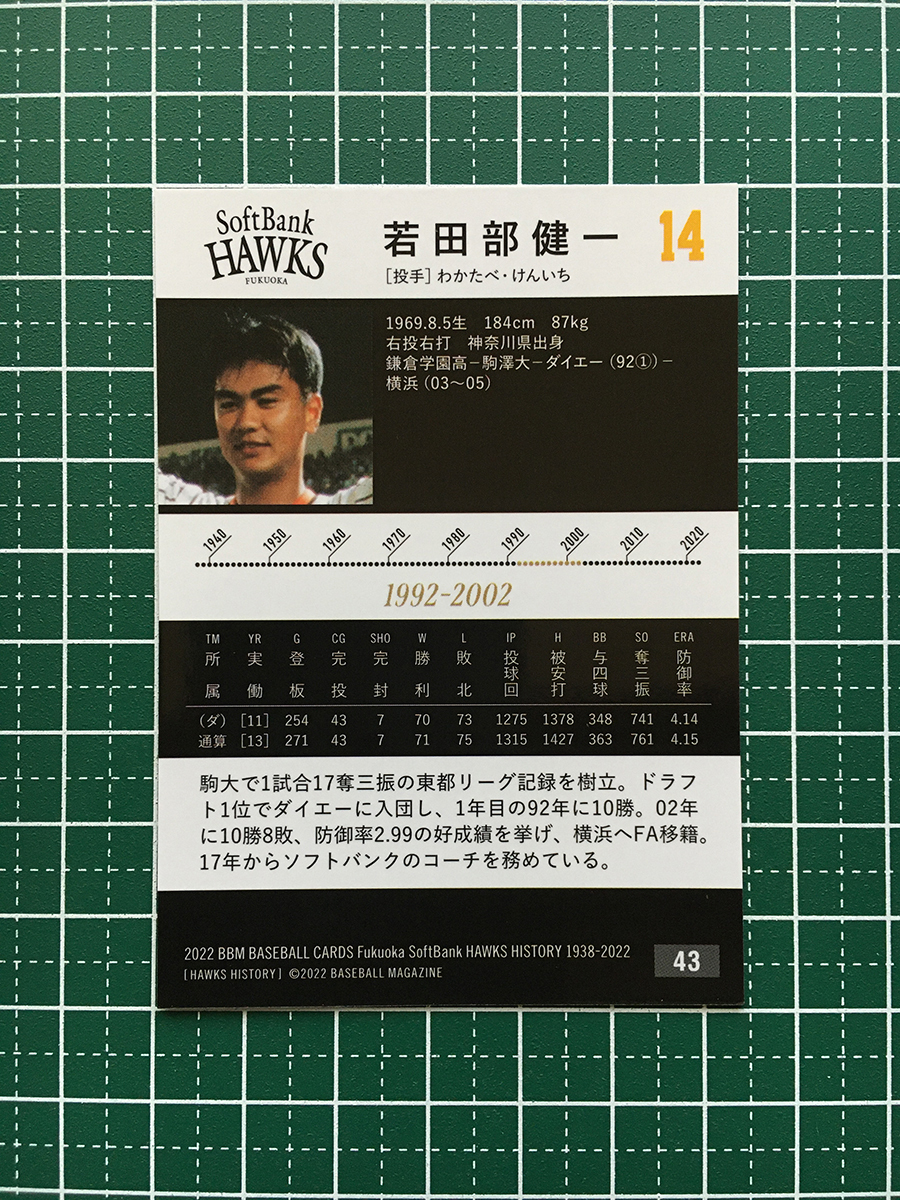 SoftBank
HAWKS
FUKUOKA
若田部健一 14
[投手] わかたべ・けんいち
1969.8.5生 184cm 87kg
右投右打 神奈川県出身
鎌倉学園高－駒澤大－ダイエー（92①）－
横浜（03〜05）
1940 1950 1960 1970 1980 1990 2000 2010 2020
1992-2002
TM YR G CG SHO W L IP H BB SO ERA
所属 実働 登板 完投 完封 勝利 敗北 投球回 被安打 与四球 奪三振 防御率
（ダ） [11] 254 43 7 70 73 1275 1378 348 741 4.14
通算 [13] 271 43 7 71 75 1315 1427 363 761 4.15
駒大で1試合17奪三振の東都リーグ記録を樹立。ドラフ
ト1位でダイエーに入団し、1年目の92年に10勝。02年
に10勝8敗、防御率2.99の好成績を挙げ、横浜へFA移籍。
17年からソフトバンクのコーチを務めている。
2022 BBM BASEBALL CARDS Fukuoka SoftBank HAWKS HISTORY 1938-2022
[HAWKS HISTORY] ©2022 BASEBALL MAGAZINE
43